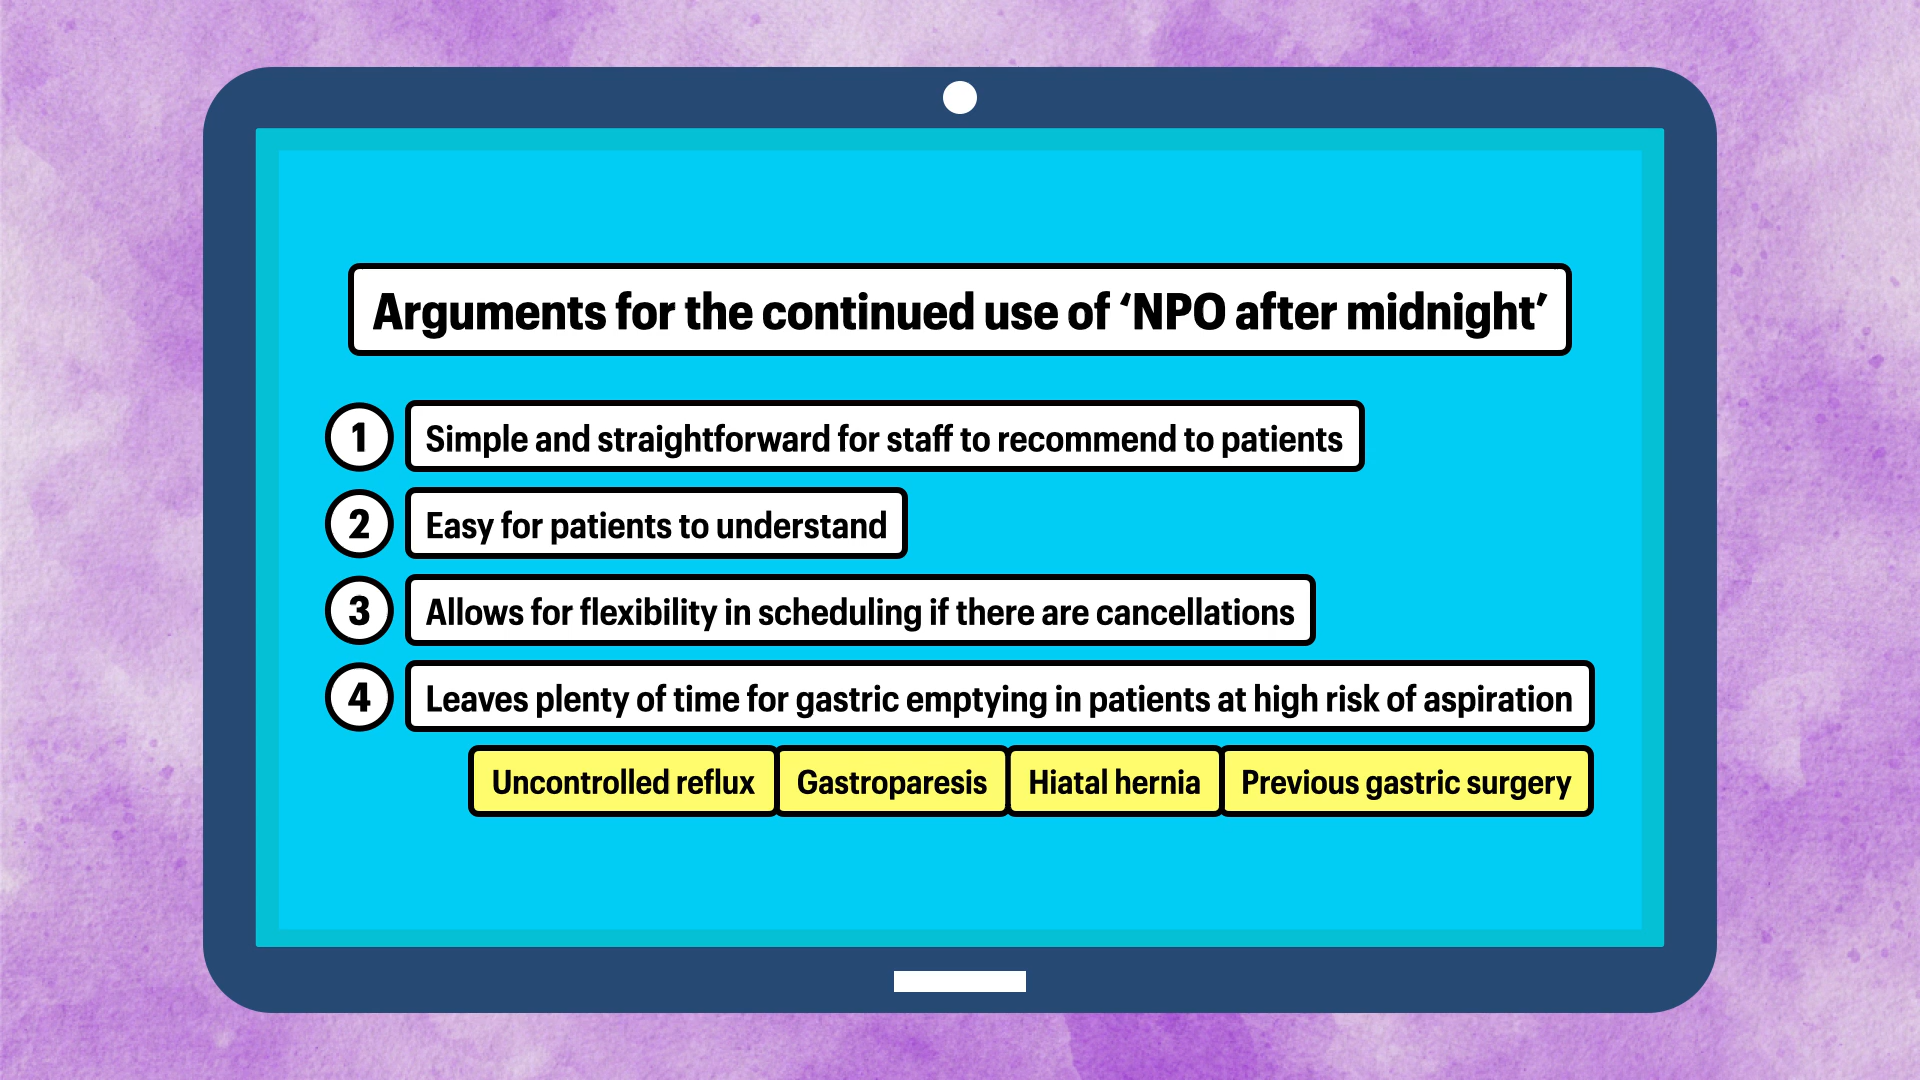 Arguments for the continued use of ‘NPO after midnight’
1 Simple and straightforward for staff to recommend to patients
2 Easy for patients to understand
3 Allows for flexibility in scheduling if there are cancellations
4 Leaves plenty of time for gastric emptying in patients at high risk of aspiration
Uncontrolled reflux Gastroparesis Hiatal hernia Previous gastric surgery